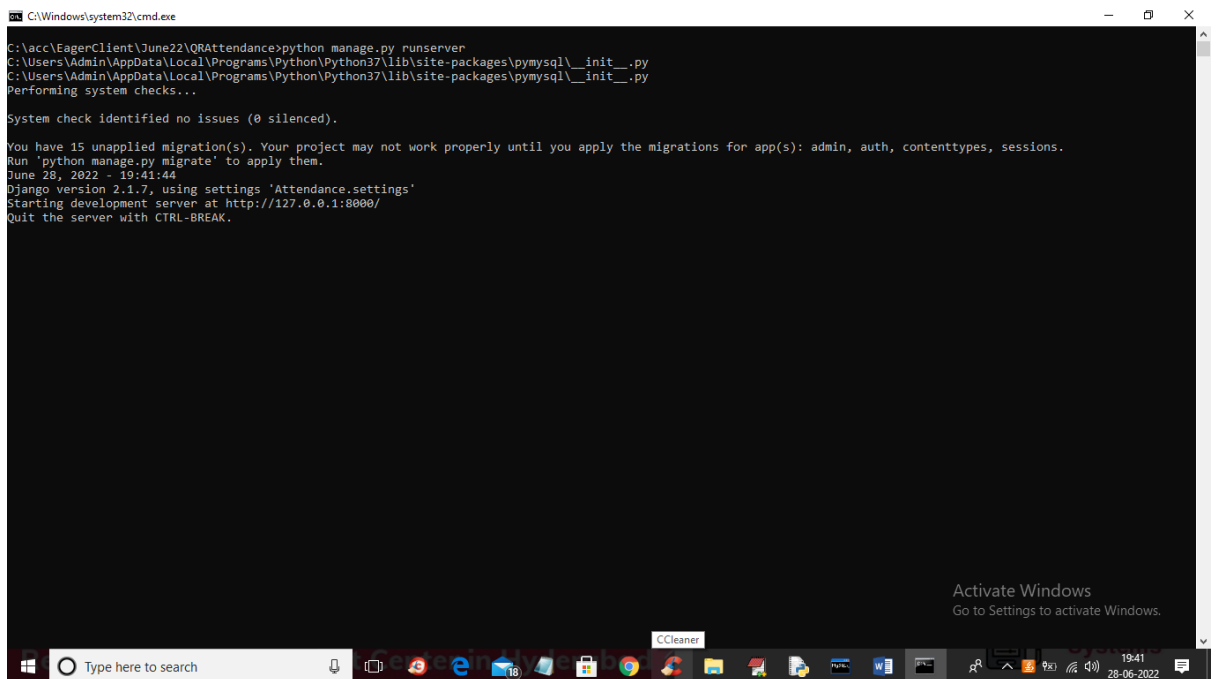 C:\Windows\system32\cmd.exe
C:\acc\EagerClient\June22\QRAttendance>python manage.py runserver
C:\Users\Admin\AppData\Local\Programs\Python\Python37\lib\site-packages\pymysql\__init__.py
C:\Users\Admin\AppData\Local\Programs\Python\Python37\lib\site-packages\pymysql\__init__.py
Performing system checks...
System check identified no issues (0 silenced).
You have 15 unapplied migration(s). Your project may not work properly until you apply the migrations for app(s): admin, auth, contenttypes, sessions.
Run 'python manage.py migrate' to apply them.
June 28, 2022 - 19:41:44
Django version 2.1.7, using settings 'Attendance.settings'
Starting development server at http://127.0.0.1:8000/
Quit the server with CTRL-BREAK.
Activate Windows
Go to Settings to activate Windows.
CCleaner
Type here to search
18
19:41
28-06-2022